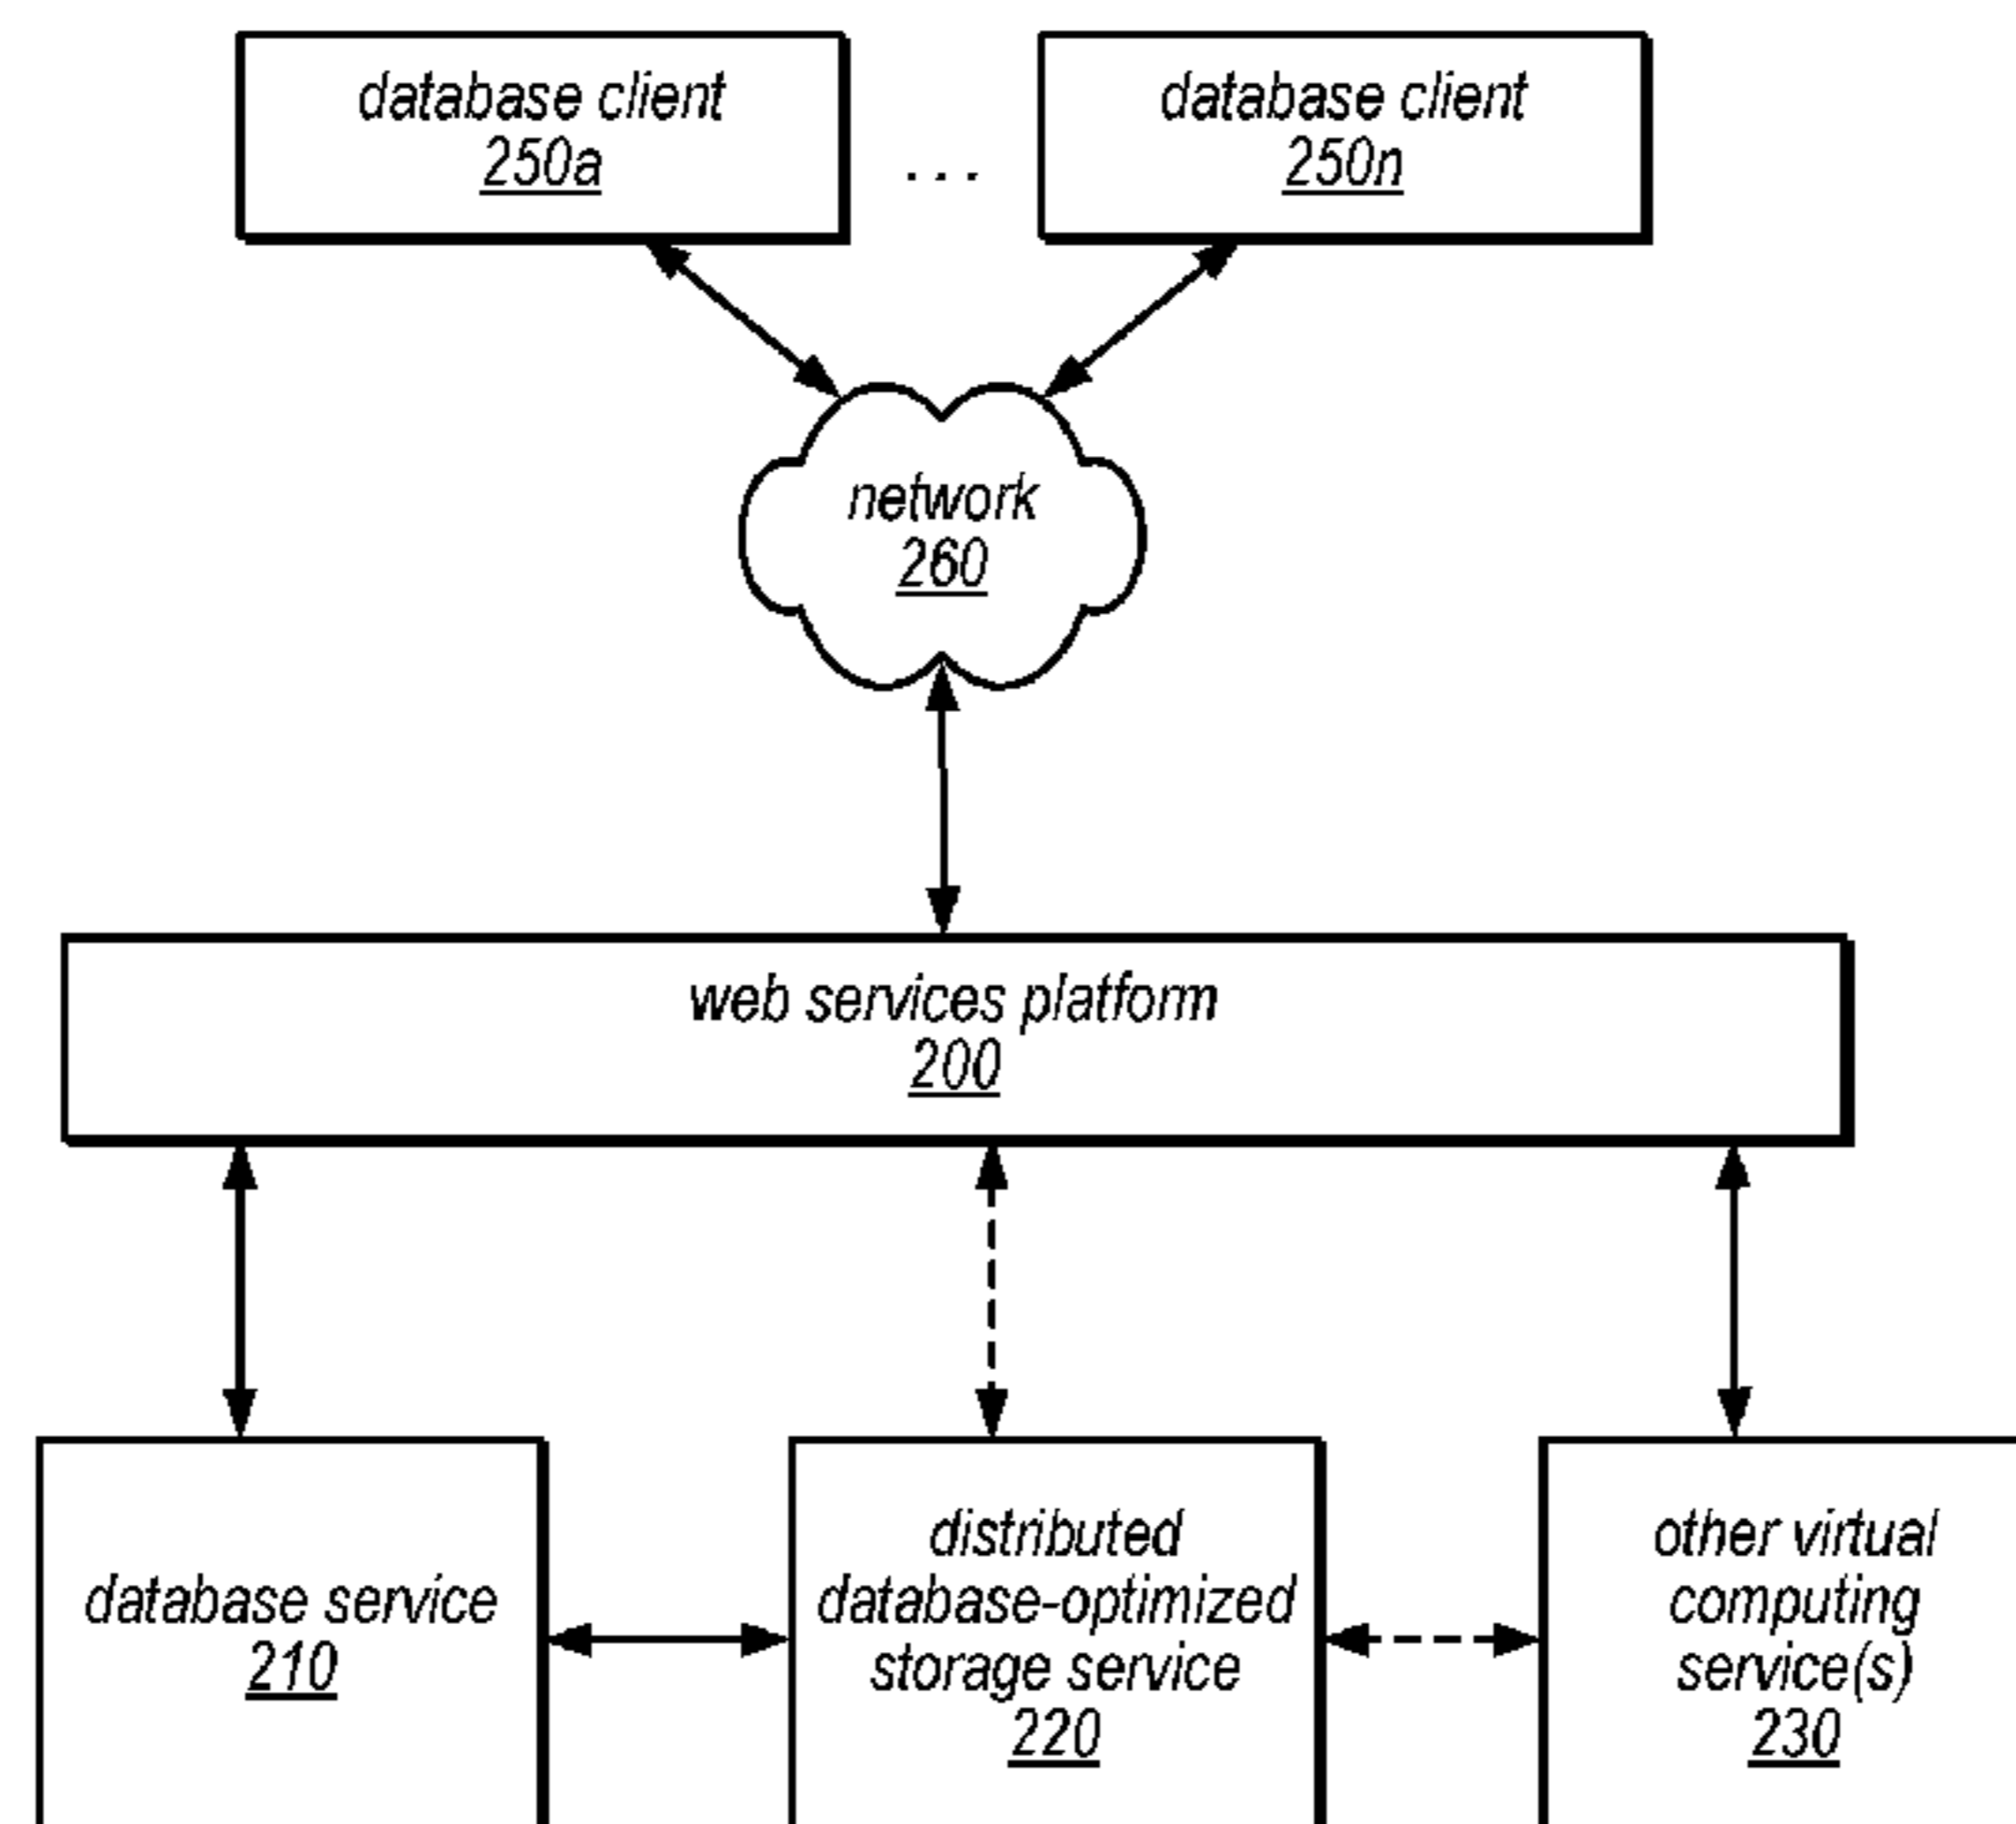 database client
250a
...
database client
250n
network
260
web services platform
200
database service
210
distributed
database-optimized
storage service
220
other virtual
computing
service(s)
230